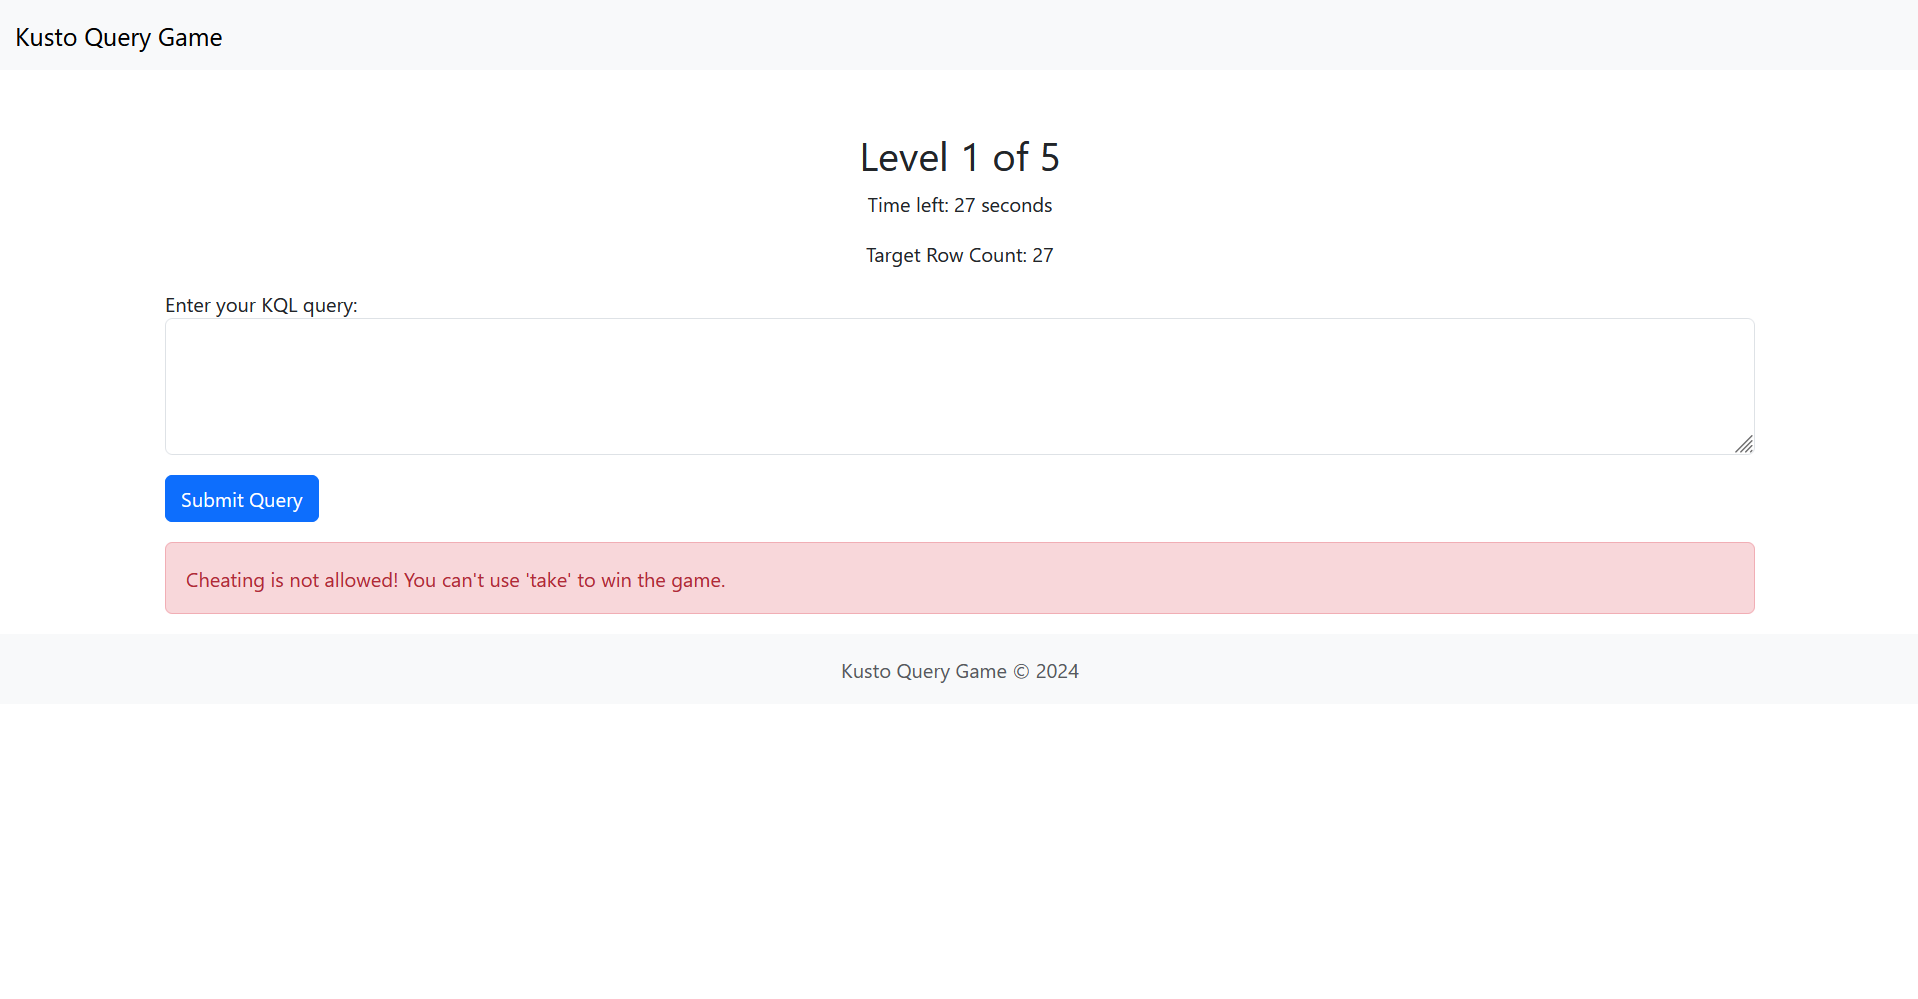 Kusto Query Game
Level 1 of 5
Time left: 27 seconds
Target Row Count: 27
Enter your KQL query:
Submit Query
Cheating is not allowed! You can't use 'take' to win the game.
Kusto Query Game © 2024